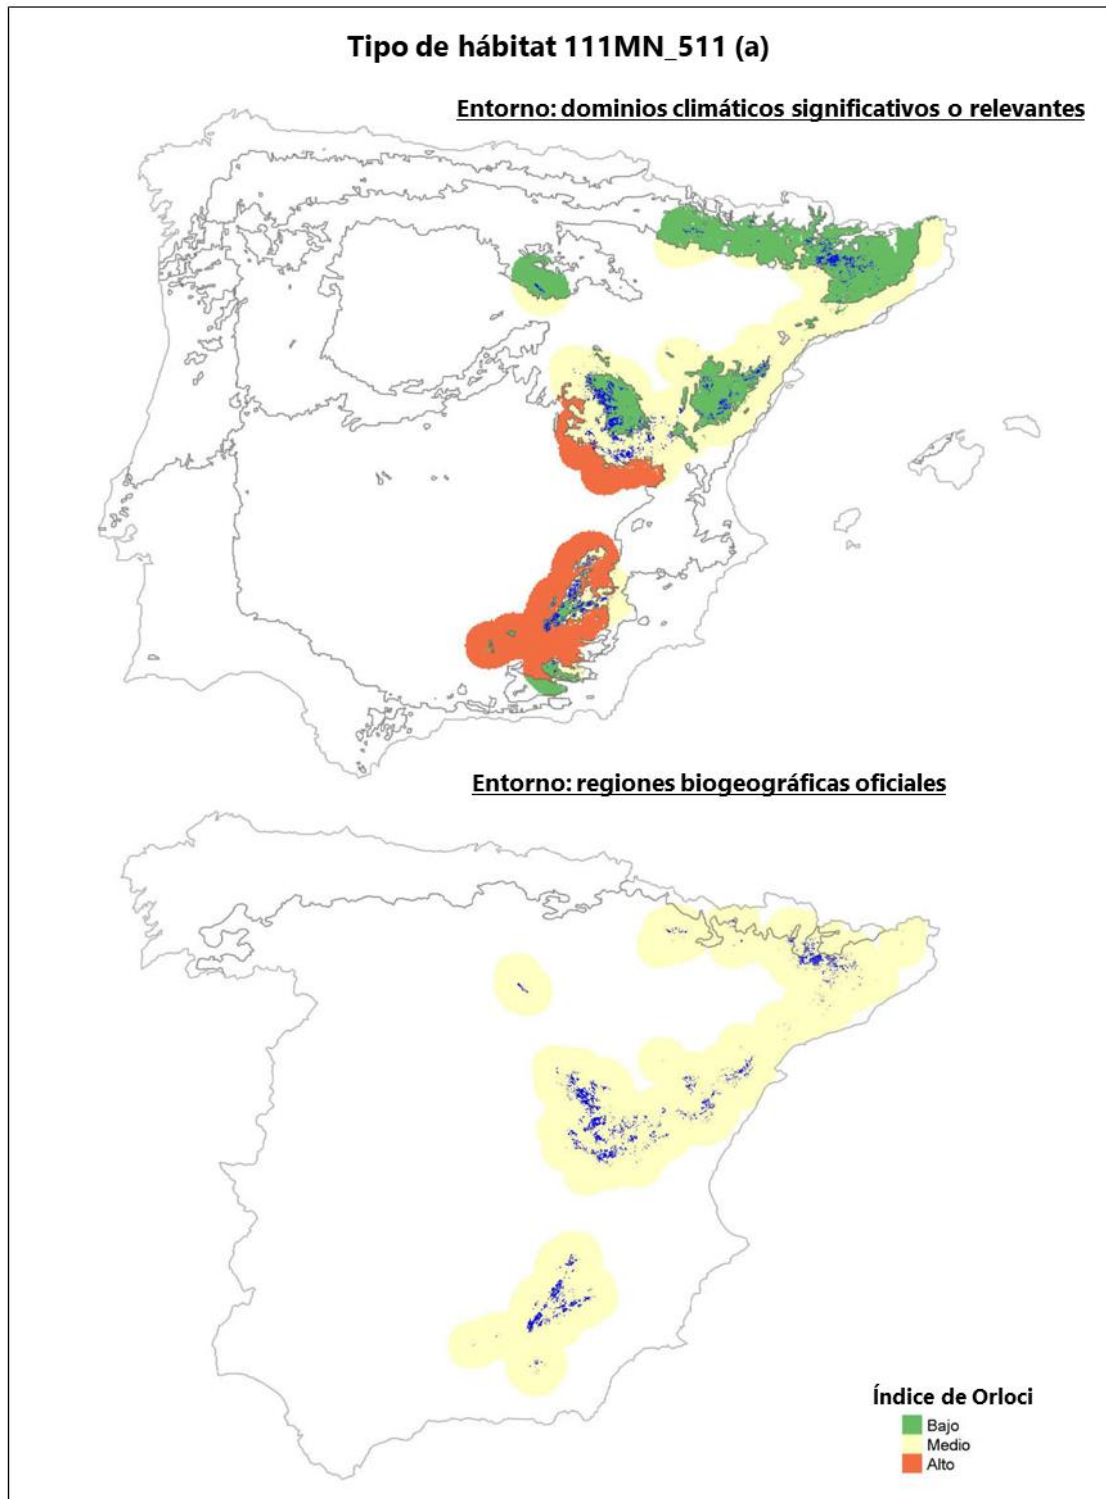 Tipo de hábitat 111MN_511 (a)
Entorno: dominios climáticos significativos o relevantes
Entorno: regiones biogeográficas oficiales
Índice de Orloci
Bajo
Medio
Alto